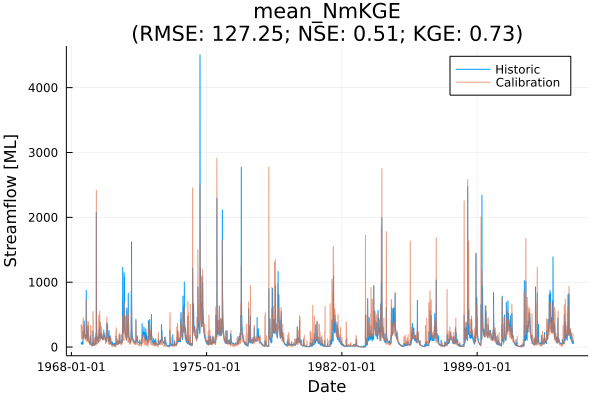 mean_NmKGE
(RMSE: 127.25; NSE: 0.51; KGE: 0.73)
Historic
Calibration
Streamflow [ML]
4000
3000
2000
1000
0
1968-01-01
1975-01-01
1982-01-01
1989-01-01
Date